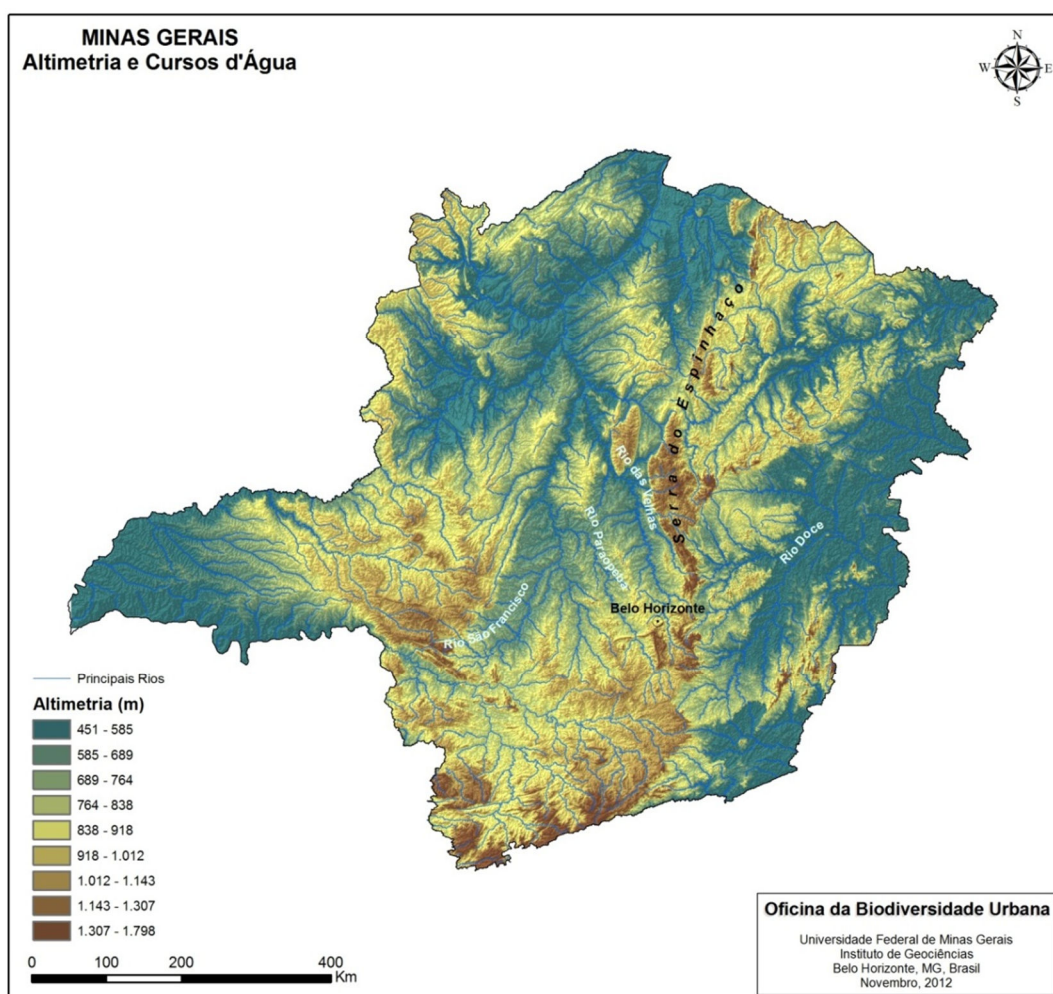 MINAS GERAIS
Altimetria e Cursos d'Água
N
W
E
S
Serra do Espinhaço
Rio das Velhas
Rio Paraopeba
Rio Doce
Belo Horizonte
Rio São Francisco
Principais Rios
Altimetria (m)
451 - 585
585 - 689
689 - 764
764 - 838
838 - 918
918 - 1.012
1.012 - 1.143
1.143 - 1.307
1.307 - 1.798
0 100 200 400
Km
Oficina da Biodiversidade Urbana
Universidade Federal de Minas Gerais
Instituto de Geociências
Belo Horizonte, MG, Brasil
Novembro, 2012